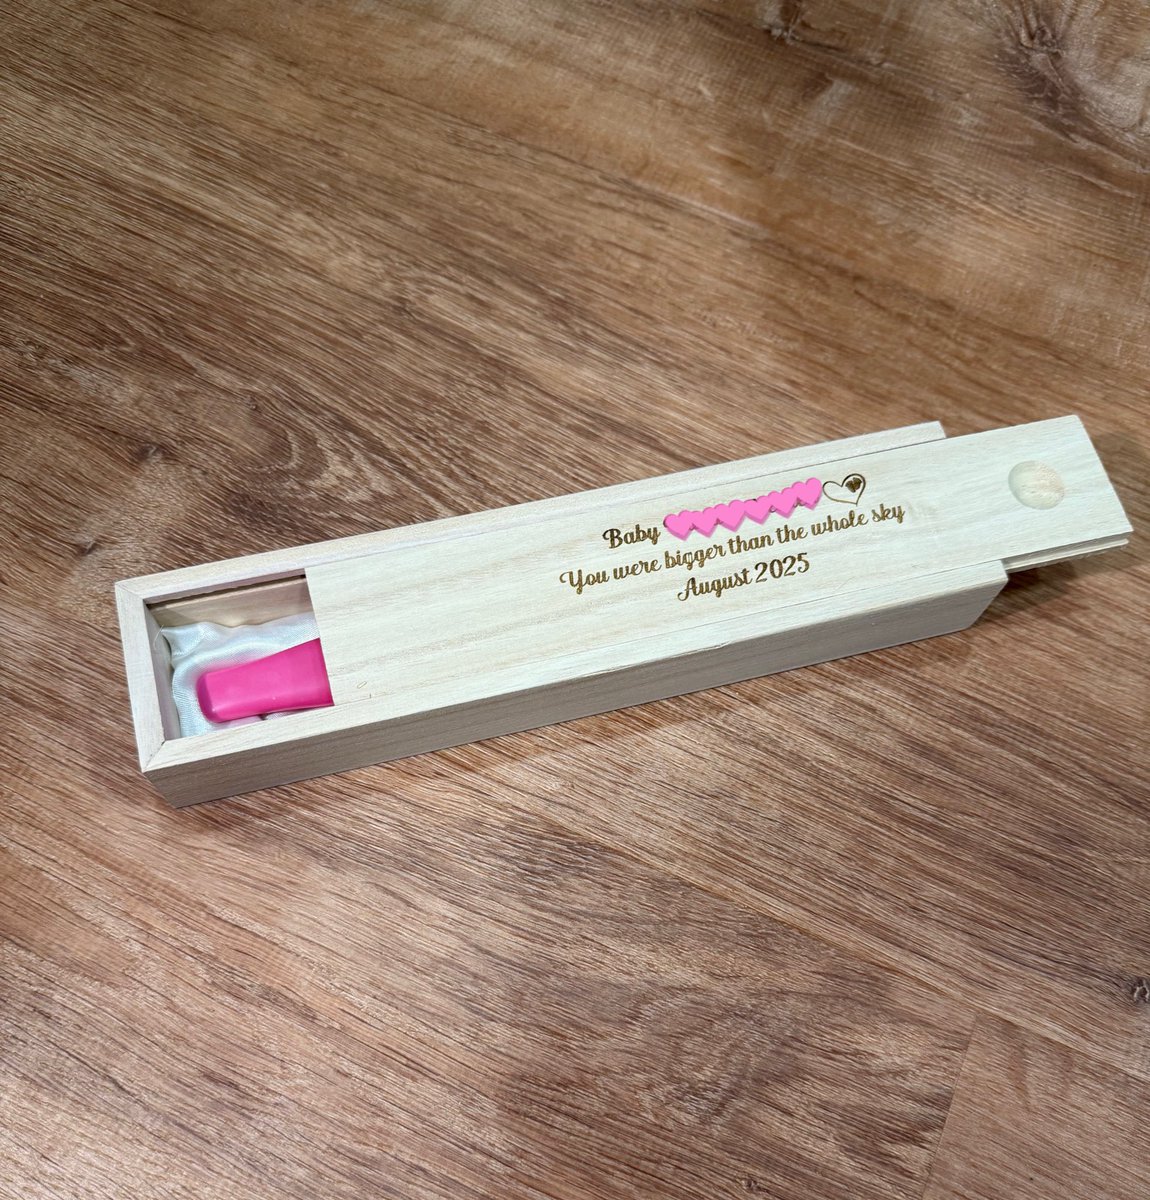 Baby
You were bigger than the whole sky
August 2025